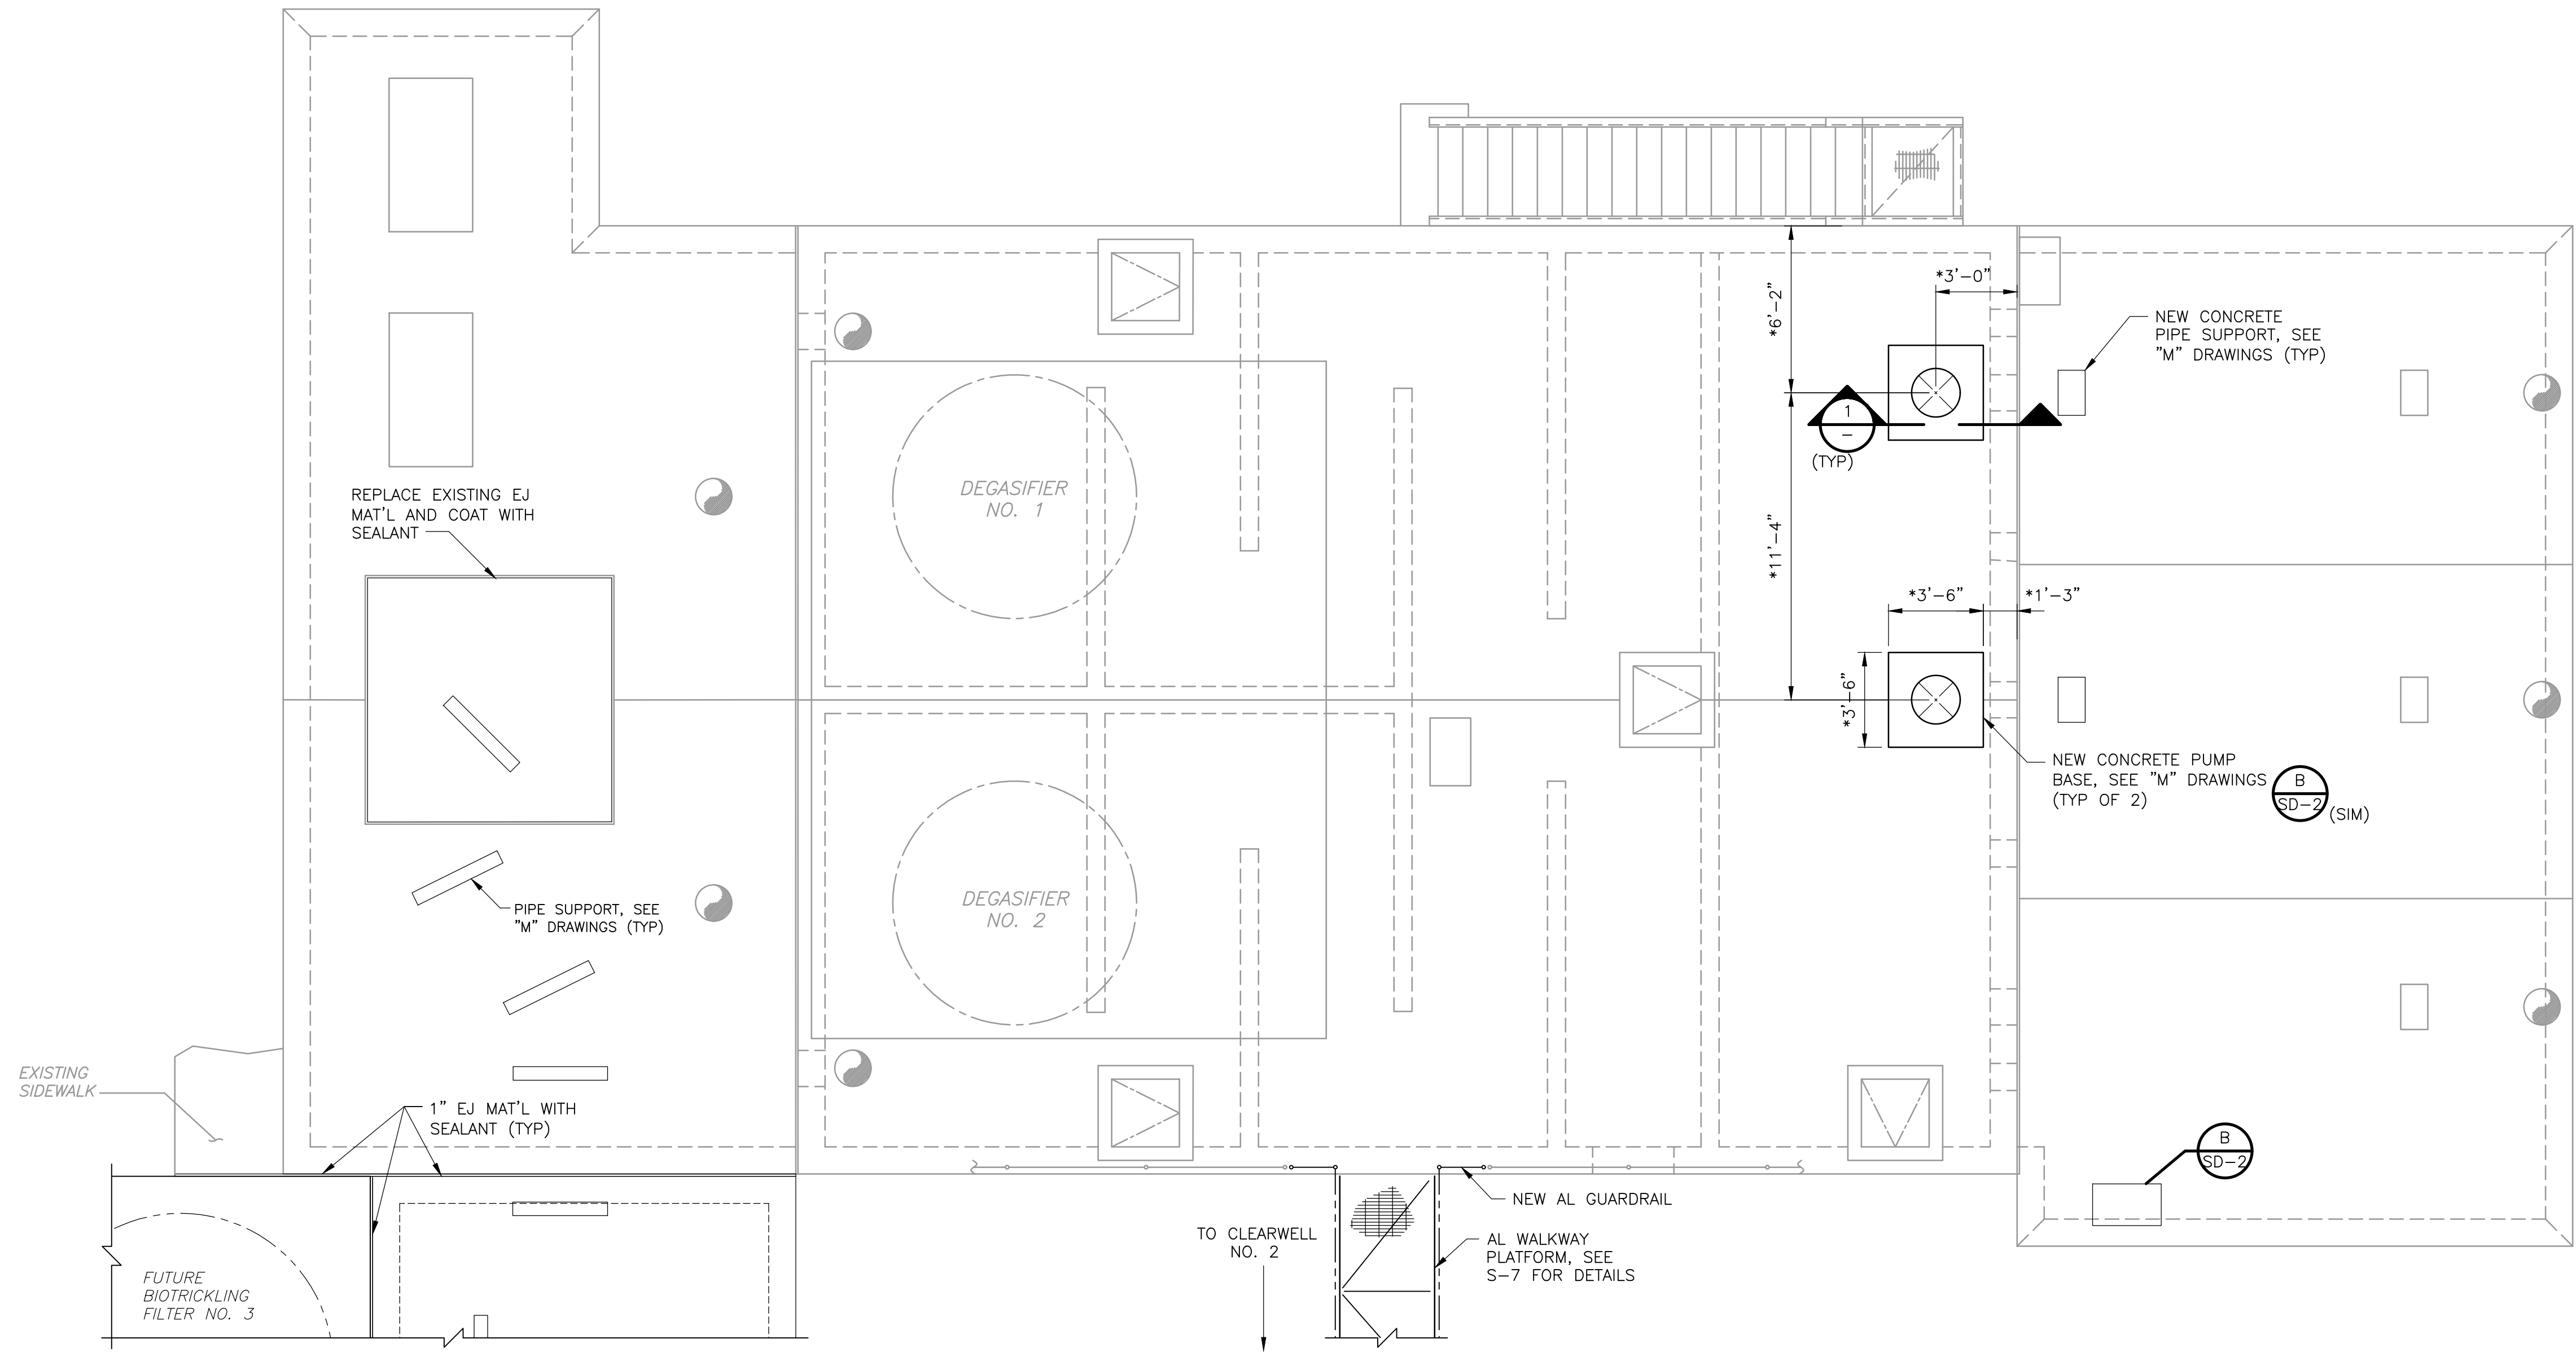 *3'-0"
*6'-2"
NEW CONCRETE
PIPE SUPPORT, SEE
"M" DRAWINGS (TYP)
1
-
(TYP)
DEGASIFIER
NO. 1
REPLACE EXISTING EJ
MAT'L AND COAT WITH
SEALANT
*11'-4"
*3'-6"
*1'-3"
*3'-6"
NEW CONCRETE PUMP
BASE, SEE "M" DRAWINGS
(TYP OF 2)
B
SD-2
(SIM)
DEGASIFIER
NO. 2
PIPE SUPPORT, SEE
"M" DRAWINGS (TYP)
EXISTING
SIDEWALK
1" EJ MAT'L WITH
SEALANT (TYP)
B
SD-2
NEW AL GUARDRAIL
TO CLEARWELL
NO. 2
AL WALKWAY
PLATFORM, SEE
S-7 FOR DETAILS
FUTURE
BIOTRICKLING
FILTER NO. 3